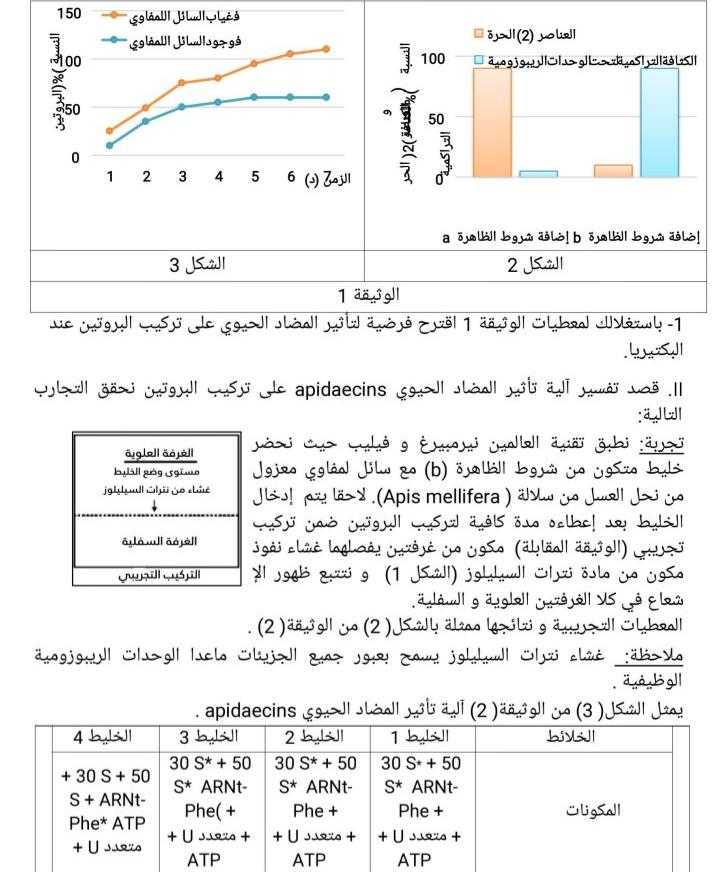 150
100
50
0
النسبة )%(البروتين
فغيابالسائل اللمفاوي
فوجودالسائل اللمفاوي
1 2 3 4 5 6 7
الزمن (د)
العناصر (2)الحرة
الكثافةالتراكميةلتحتالوحداتالريبوزومية
100
50
0
النسبة
و
التراكمية
)2( الحر
a إضافة شروط الظاهرة
b إضافة شروط الظاهرة
الشكل 3
الشكل 2
الوثيقة 1
1- باستغلالك لمعطيات الوثيقة 1 اقترح فرضية لتأثير المضاد الحيوي على تركيب البروتين عند
البكتيريا.
II. قصد تفسير آلية تأثير المضاد الحيوي apidaecins على تركيب البروتين نحقق التجارب
التالية:
تجربة: نطبق تقنية العالمين نيرمبيرغ و فيليب حيث نحضر
خليط متكون من شروط الظاهرة (b) مع سائل لمفاوي معزول
من نحل العسل من سلالة (Apis mellifera ). لاحقا يتم إدخال
الخليط بعد إعطاءه مدة كافية لتركيب البروتين ضمن تركيب
تجريبي (الوثيقة المقابلة) مكون من غرفتين يفصلهما غشاء نفوذ
مكون من مادة نترات السيليلوز (الشكل 1) و نتتبع ظهور الإ
شعاع في كلا الغرفتين العلوية و السفلية.
الغرفة العلوية
مستوى وضع الخليط
غشاء من نترات السيليلوز
الغرفة السفلية
التركيب التجريبي
المعطيات التجريبية و نتائجها ممثلة بالشكل( 2) من الوثيقة( 2) .
ملاحظة: غشاء نترات السيليلوز يسمح بعبور جميع الجزيئات ماعدا الوحدات الريبوزومية
الوظيفية .
يمثل الشكل( 3) من الوثيقة( 2) آلية تأثير المضاد الحيوي apidaecins .
الخلائط
الخليط 1
الخليط 2
الخليط 3
الخليط 4
المكونات
30 S* + 50
S* ARNt-
Phe +
+ متعدد U +
ATP
30 S* + 50
S* ARNt-
Phe +
+ متعدد U +
ATP
30 S* + 50
S* ARNt-
Phe( +
+ متعدد U +
ATP
+ 30 S + 50
S + ARNt-
Phe* ATP
+ متعدد U